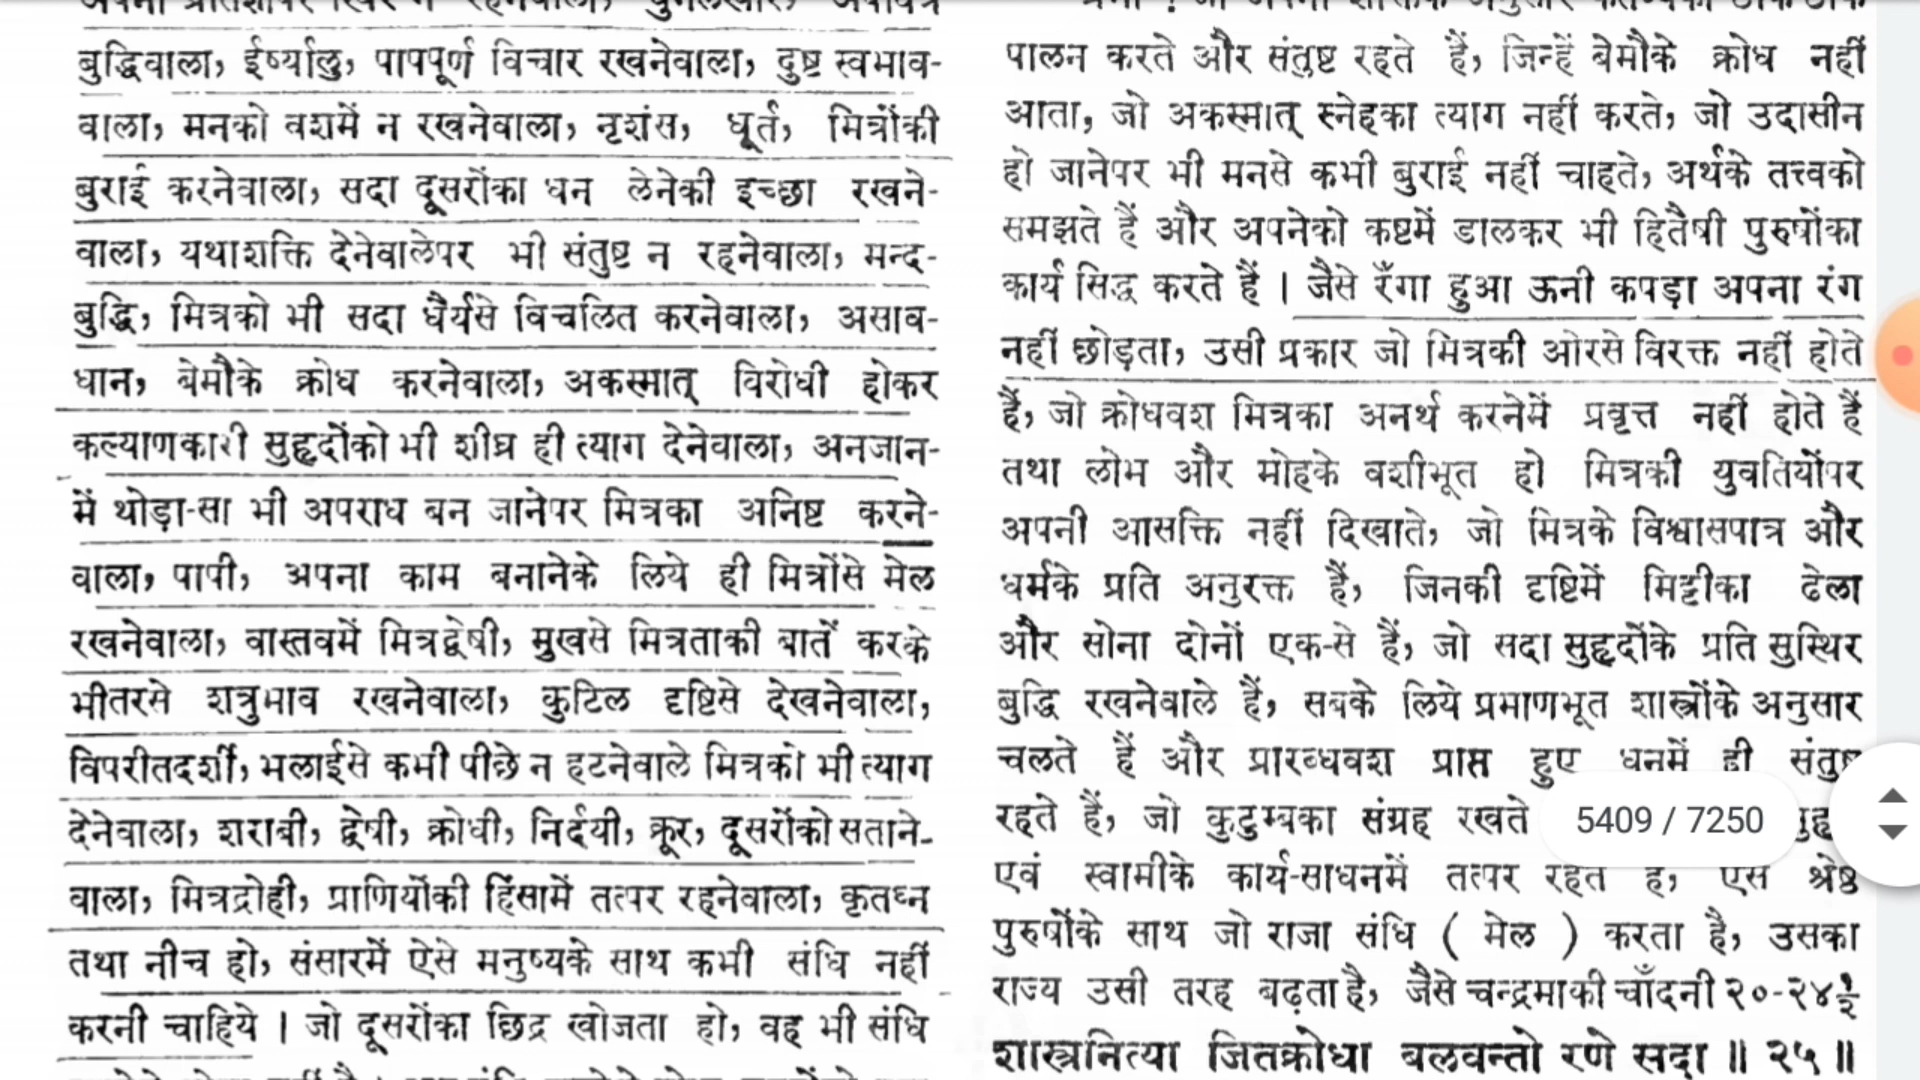 बुद्धिवाला, ईर्ष्यालु, पापपूर्ण विचार रखनेवाला, दुष्ट स्वभाव-
वाला, मनको वशमें न रखनेवाला, नृशंस, धूर्त, मित्रोंकी
बुराई करनेवाला, सदा दूसरोंका धन लेनेकी इच्छा रखने-
वाला, यथाशक्ति देनेवालेपर भी संतुष्ट न रहनेवाला, मन्द-
बुद्धि, मित्रको भी सदा धैर्यसे विचलित करनेवाला, असाव-
धान, बेमौके क्रोध करनेवाला, अकस्मात् विरोधी होकर
कल्याणकारी सुहृदोंको भी शीघ्र ही त्याग देनेवाला, अनजान-
में थोड़ा-सा भी अपराध बन जानेपर मित्रका अनिष्ट करने-
वाला, पापी, अपना काम बनानेके लिये ही मित्रोंसे मेल
रखनेवाला, वास्तवमें मित्रद्वेषी, मुखसे मित्रताकी बातें करके
भीतरसे शत्रुभाव रखनेवाला, कुटिल दृष्टिसे देखनेवाला,
विपरीतदर्शी, भलाईसे कभी पीछे न हटनेवाले मित्रको भी त्याग
देनेवाला, शराबी, द्वेषी, क्रोधी, निर्दयी, क्रूर, दूसरोंको सताने-
वाला, मित्रद्रोही, प्राणियोंकी हिंसामें तत्पर रहनेवाला, कृतघ्न
तथा नीच हो, संसारमें ऐसे मनुष्यके साथ कभी संधि नहीं
करनी चाहिये । जो दूसरोंका छिद्र खोजता हो, वह भी संधि
पालन करते और संतुष्ट रहते हैं, जिन्हें बेमौके क्रोध नहीं
आता, जो अकस्मात् स्नेहका त्याग नहीं करते, जो उदासीन
हो जानेपर भी मनसे कभी बुराई नहीं चाहते, अर्थके तत्त्वको
समझते हैं और अपनेको कष्टमें डालकर भी हितैषी पुरुषोंका
कार्य सिद्ध करते हैं । जैसे रँगा हुआ ऊनी कपड़ा अपना रंग
नहीं छोड़ता, उसी प्रकार जो मित्रकी ओरसे विरक्त नहीं होते
हैं, जो क्रोधवश मित्रका अनर्थ करनेमें प्रवृत्त नहीं होते हैं
तथा लोभ और मोहके वशीभूत हो मित्रकी युवतियोंपर
अपनी आसक्ति नहीं दिखाते, जो मित्रके विश्वासपात्र और
धर्मके प्रति अनुरक्त हैं, जिनकी दृष्टिमें मिट्टीका ढेला
और सोना दोनों एक-से हैं, जो सदा सुहृदोंके प्रति सुस्थिर
बुद्धि रखनेवाले हैं, सबके लिये प्रमाणभूत शास्त्रोंके अनुसार
चलते हैं और प्रारब्धवश प्राप्त हुए धनमें ही
रहते हैं, जो कुटुम्बका संग्रह रखते
5409 / 7250
एवं स्वामीके कार्य-साधनमें तत्पर रहते हैं, ऐसे श्रेष्ठ
पुरुषोंके साथ जो राजा संधि ( मेल ) करता है, उसका
राज्य उसी तरह बढ़ता है, जैसे चन्द्रमाकी चाँदनी २०-२४½
शास्त्रनित्या जितक्रोधा बलवन्तो रणे सदा ॥ २५ ॥